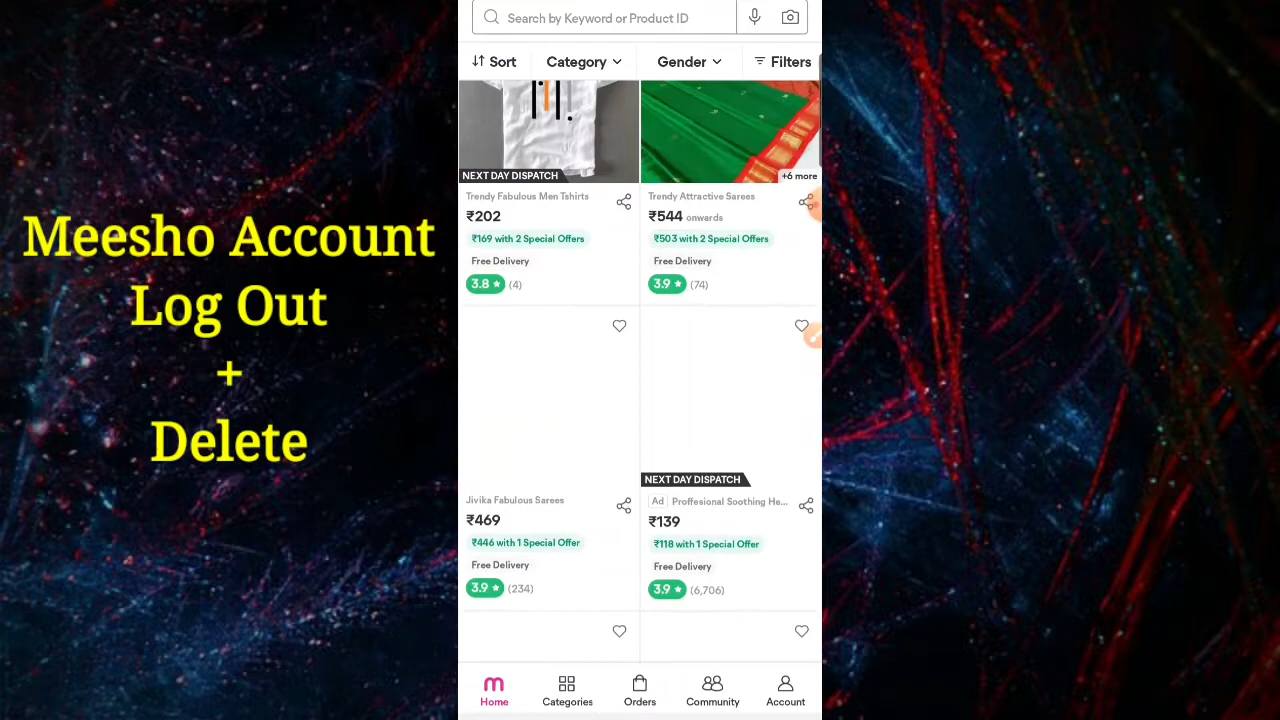 Meesho Account
Log Out
+
Delete
Search by Keyword or Product ID
Sort
Category
Gender
Filters
NEXT DAY DISPATCH
+6 more
Trendy Fabulous Men Tshirts
₹202
₹169 with 2 Special Offers
Free Delivery
3.8 ★ (4)
Trendy Attractive Sarees
₹544 onwards
₹503 with 2 Special Offers
Free Delivery
3.9 ★ (74)
Jivika Fabulous Sarees
₹469
₹446 with 1 Special Offer
Free Delivery
3.9 ★ (234)
NEXT DAY DISPATCH
Ad Proffesional Soothing He...
₹139
₹118 with 1 Special Offer
Free Delivery
3.9 ★ (6,706)
Home
Categories
Orders
Community
Account